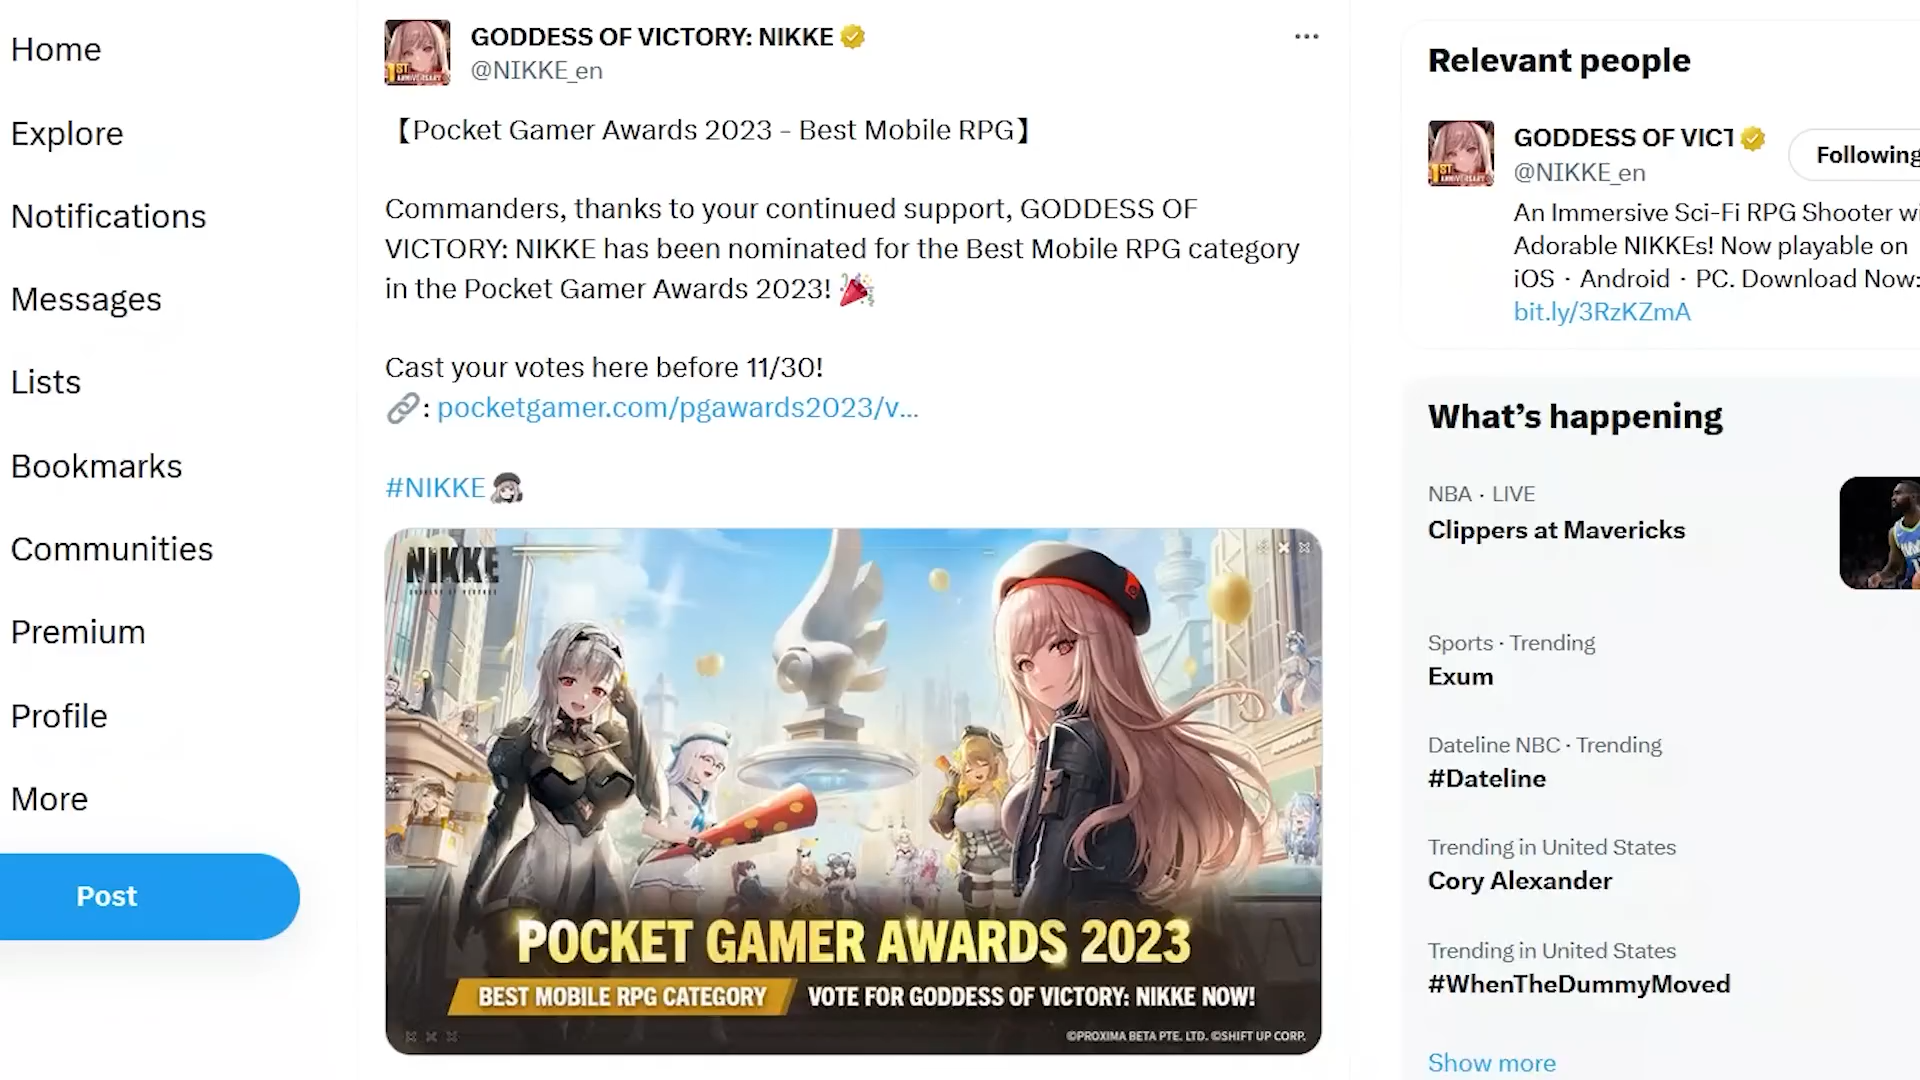 Home
Explore
Notifications
Messages
Lists
Bookmarks
Communities
Premium
Profile
More
Post
GODDESS OF VICTORY: NIKKE
@NIKKE_en
【Pocket Gamer Awards 2023 - Best Mobile RPG】
Commanders, thanks to your continued support, GODDESS OF
VICTORY: NIKKE has been nominated for the Best Mobile RPG category
in the Pocket Gamer Awards 2023! 🎉
Cast your votes here before 11/30!
🔗: pocketgamer.com/pgawards2023/v...
#NIKKE
NIKKE
GODDESS OF VICTORY
POCKET GAMER AWARDS 2023
BEST MOBILE RPG CATEGORY VOTE FOR GODDESS OF VICTORY: NIKKE NOW!
©PROXIMA BETA PTE. LTD. ©SHIFT UP CORP.
Relevant people
1ST ANNIVERSARY
GODDESS OF VICT
@NIKKE_en
Following
An Immersive Sci-Fi RPG Shooter wi
Adorable NIKKEs! Now playable on
iOS · Android · PC. Download Now:
bit.ly/3RzKZmA
What's happening
NBA · LIVE
Clippers at Mavericks
Sports · Trending
Exum
Dateline NBC · Trending
#Dateline
Trending in United States
Cory Alexander
Trending in United States
#WhenTheDummyMoved
Show more